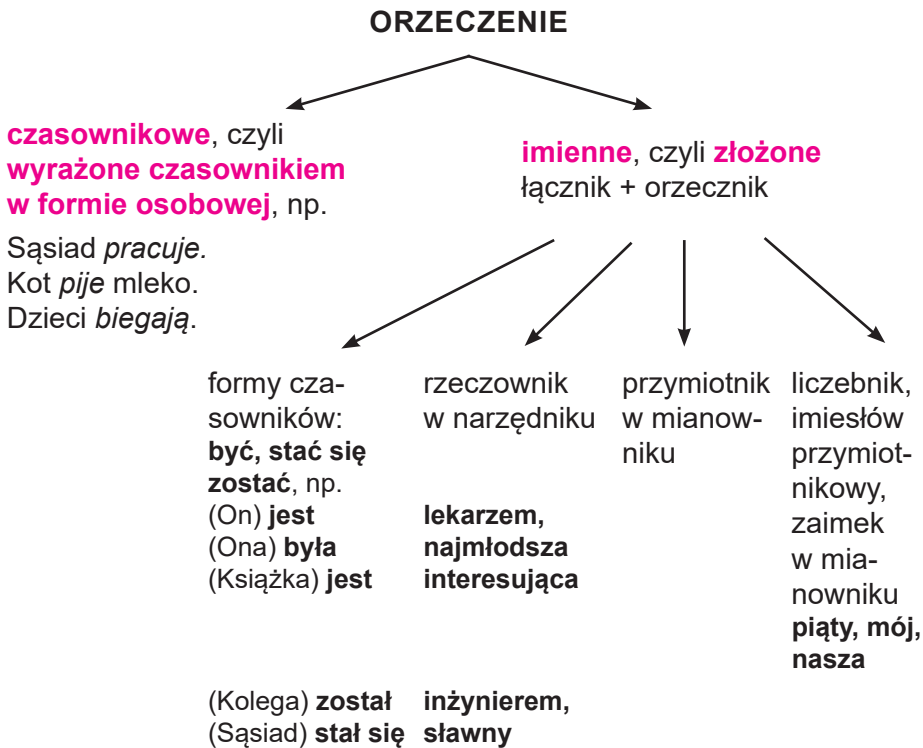 ORZECZENIE
czasownikowe, czyli
wyrażone czasownikiem
w formie osobowej, np.
Sąsiad pracuje.
Kot pije mleko.
Dzieci biegają.
imienne, czyli złożone
łącznik + orzecznik
formy cza-
sowników:
być, stać się
zostać, np.
(On) jest
(Ona) była
(Książka) jest
(Kolega) został
(Sąsiad) stał się
rzeczownik
w narzędniku
lekarzem,
najmłodsza
interesująca
inżynierem,
sławny
przymiotnik
w mianow-
niku
liczebnik,
imiesłów
przymiot-
nikowy,
zaimek
w mia-
nowniku
piąty, mój,
nasza